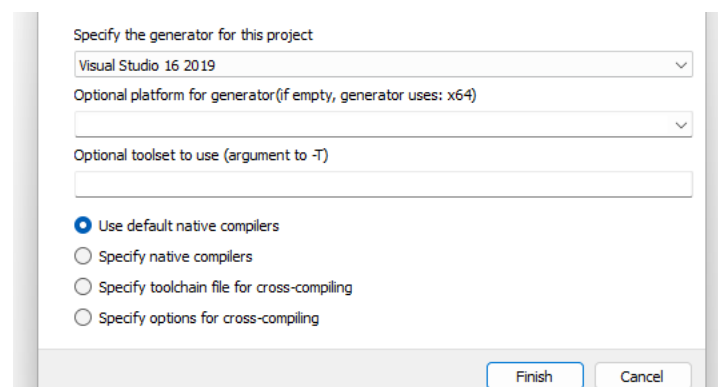 Specify the generator for this project
Visual Studio 16 2019
Optional platform for generator(if empty, generator uses: x64)
Optional toolset to use (argument to -T)
Use default native compilers
Specify native compilers
Specify toolchain file for cross-compiling
Specify options for cross-compiling
Finish Cancel